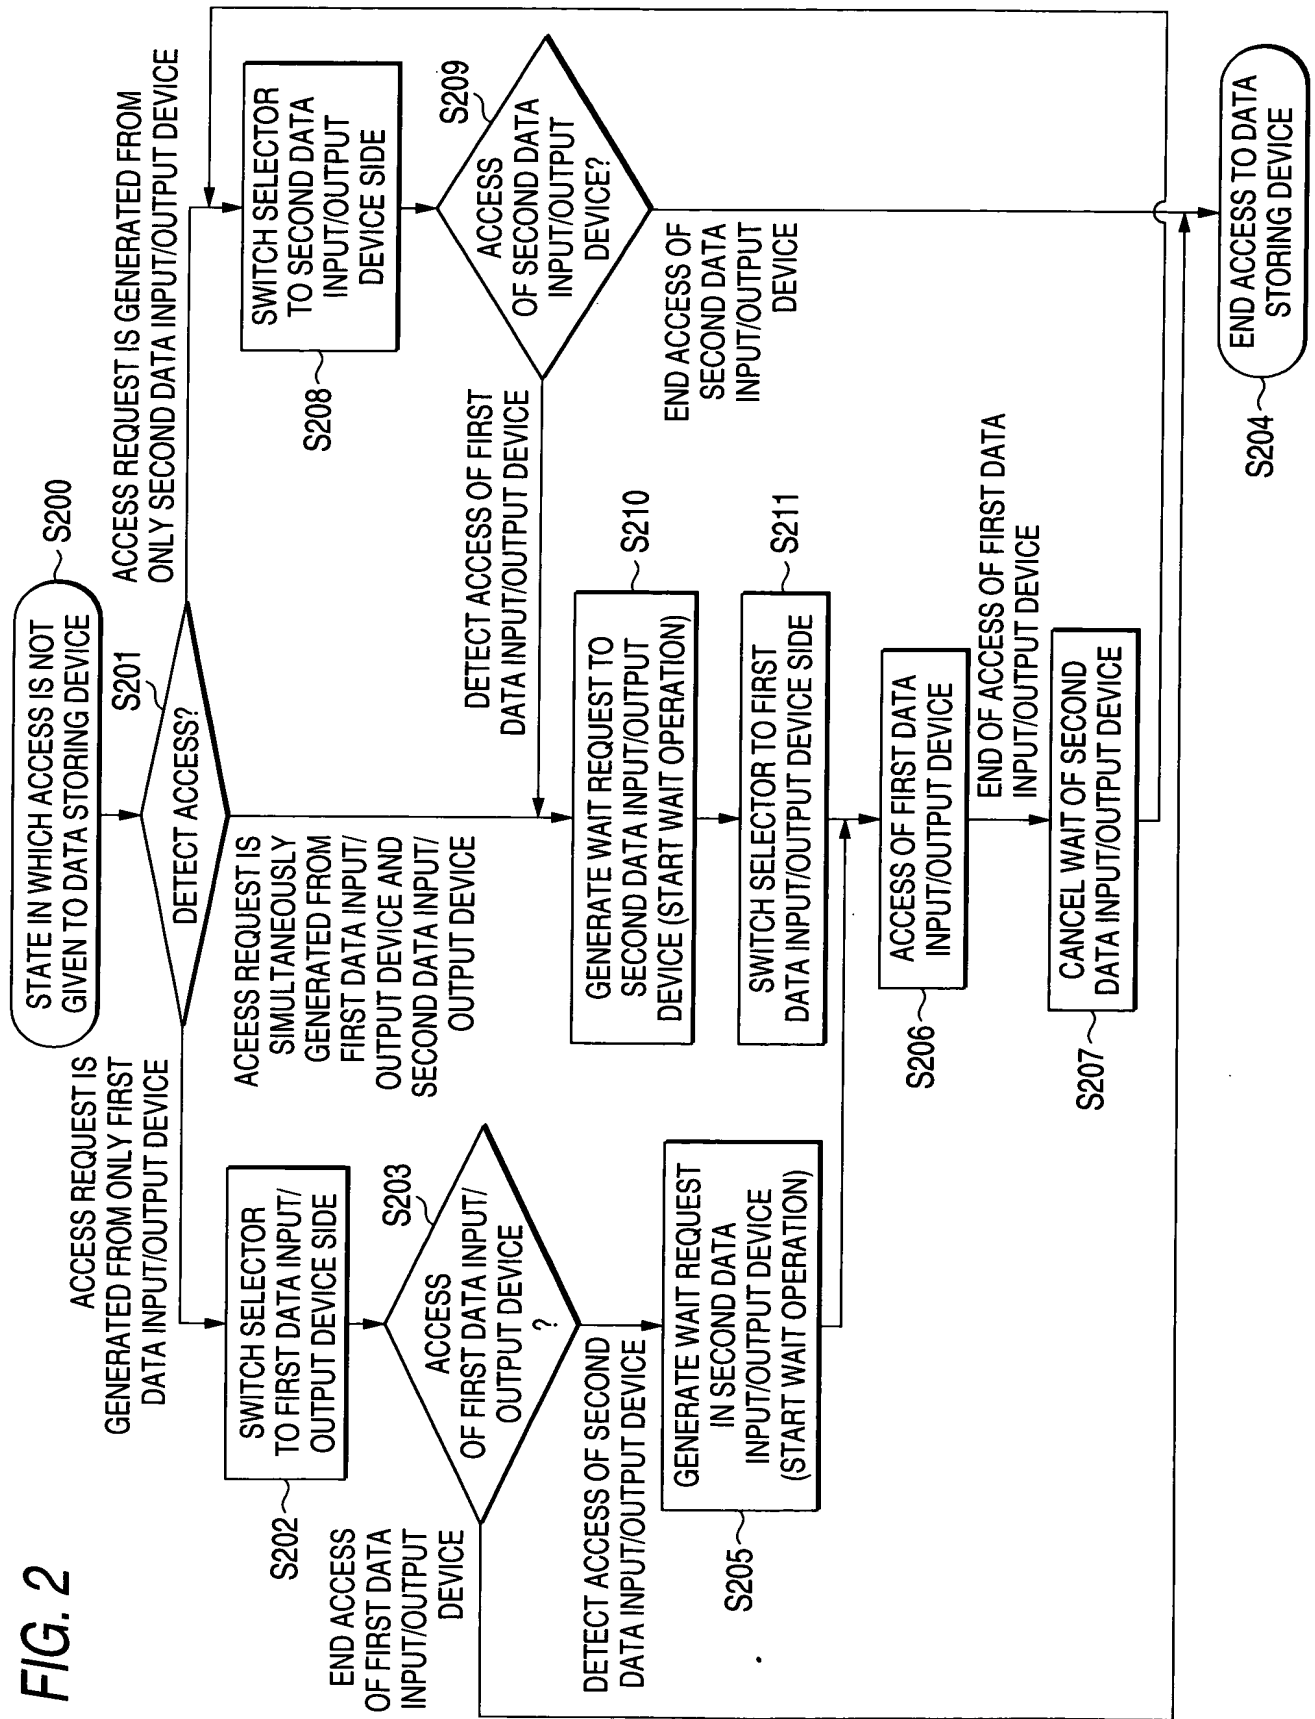 FIG. 2
STATE IN WHICH ACCESS IS NOT
GIVEN TO DATA STORING DEVICE
S200
S201
DETECT ACCESS?
ACCESS REQUEST IS
GENERATED FROM ONLY FIRST
DATA INPUT/OUTPUT DEVICE
ACCESS REQUEST IS GENERATED FROM
ONLY SECOND DATA INPUT/OUTPUT DEVICE
ACESS REQUEST IS
SIMULTANEOUSLY
GENERATED FROM
FIRST DATA INPUT/
OUTPUT DEVICE AND
SECOND DATA INPUT/
OUTPUT DEVICE
SWITCH SELECTOR
TO FIRST DATA INPUT/
OUTPUT DEVICE SIDE
S202
S203
ACCESS
OF FIRST DATA INPUT/
OUTPUT DEVICE
?
END ACCESS
OF FIRST DATA
INPUT/OUTPUT
DEVICE
DETECT ACCESS OF SECOND
DATA INPUT/OUTPUT DEVICE
GENERATE WAIT REQUEST
IN SECOND DATA
INPUT/OUTPUT DEVICE
(START WAIT OPERATION)
S205
SWITCH SELECTOR
TO SECOND DATA
INPUT/OUTPUT
DEVICE SIDE
S208
S209
ACCESS
OF SECOND DATA
INPUT/OUTPUT
DEVICE?
DETECT ACCESS OF FIRST
DATA INPUT/OUTPUT DEVICE
END ACCESS OF
SECOND DATA
INPUT/OUTPUT
DEVICE
GENERATE WAIT REQUEST TO
SECOND DATA INPUT/OUTPUT
DEVICE (START WAIT OPERATION)
S210
SWITCH SELECTOR TO FIRST
DATA INPUT/OUTPUT DEVICE SIDE
S211
ACCESS OF FIRST DATA
INPUT/OUTPUT DEVICE
S206
END OF ACCESS OF FIRST DATA
INPUT/OUTPUT DEVICE
CANCEL WAIT OF SECOND
DATA INPUT/OUTPUT DEVICE
S207
END ACCESS TO DATA
STORING DEVICE
S204